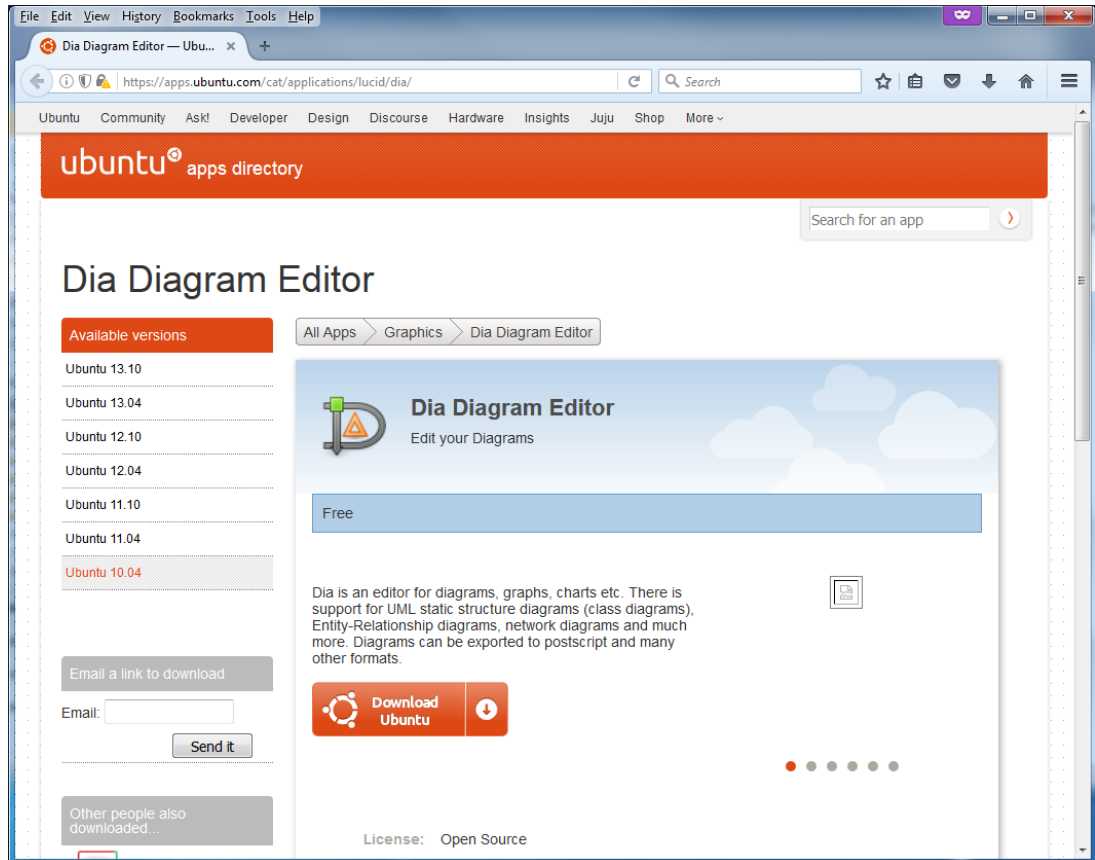 File Edit View History Bookmarks Tools Help
Dia Diagram Editor — Ubu...
https://apps.ubuntu.com/cat/applications/lucid/dia/
Search
Ubuntu Community Ask! Developer Design Discourse Hardware Insights Juju Shop More
ubuntu apps directory
Search for an app
Dia Diagram Editor
Available versions
Ubuntu 13.10
Ubuntu 13.04
Ubuntu 12.10
Ubuntu 12.04
Ubuntu 11.10
Ubuntu 11.04
Ubuntu 10.04
Email a link to download
Email:
Send it
Other people also
downloaded...
All Apps Graphics Dia Diagram Editor
Dia Diagram Editor
Edit your Diagrams
Free
Dia is an editor for diagrams, graphs, charts etc. There is
support for UML static structure diagrams (class diagrams),
Entity-Relationship diagrams, network diagrams and much
more. Diagrams can be exported to postscript and many
other formats.
Download
Ubuntu
License: Open Source